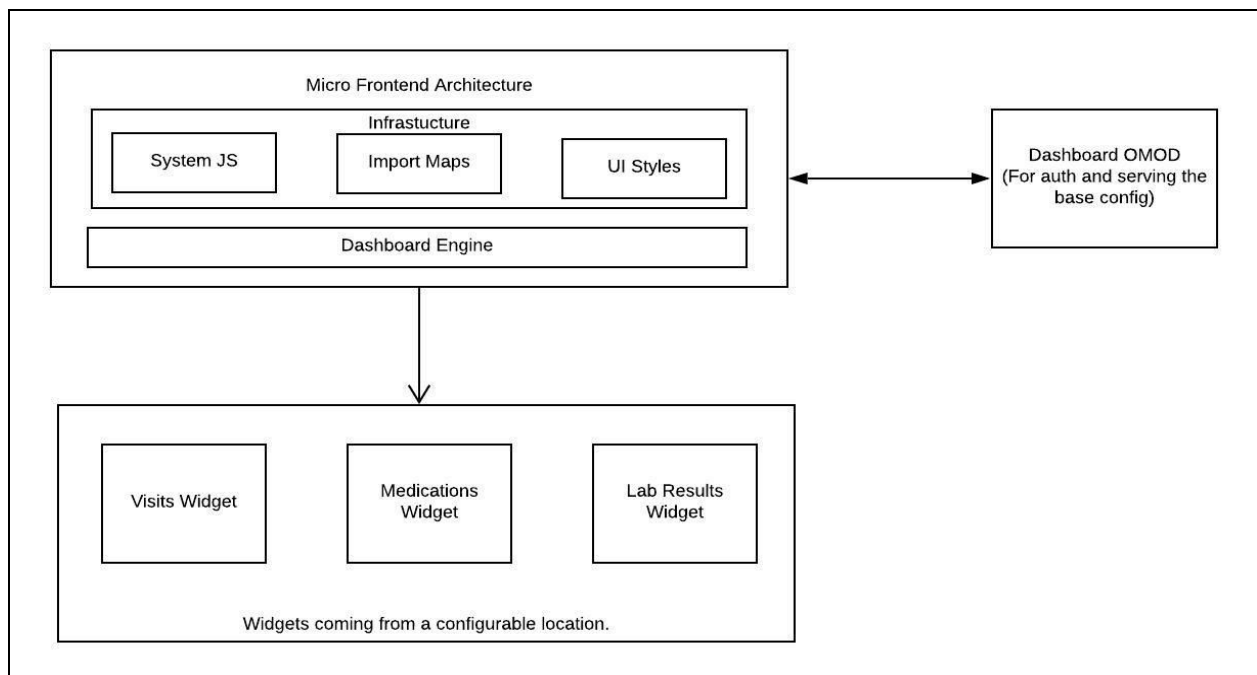 Micro Frontend Architecture
Infrastucture
System JS
Import Maps
UI Styles
Dashboard Engine
Dashboard OMOD
(For auth and serving the
base config)
Visits Widget
Medications
Widget
Lab Results
Widget
Widgets coming from a configurable location.